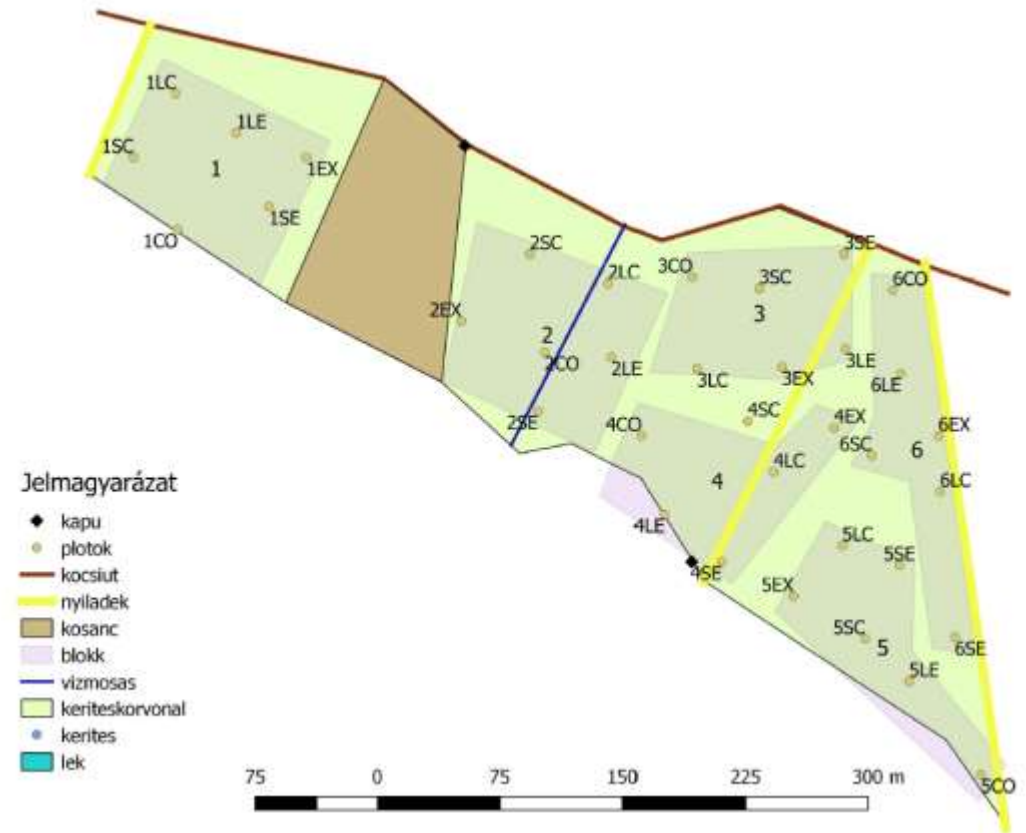 1LC
1LE
1SC
1
1EX
1SE
1CO
2SC
2LC
2EX
2
2CO
2LE
2SE
3SE
3CO
3SC
3
3LE
3LC
3EX
6CO
6LE
4SC
4EX
4CO
6SC
6EX
6
4LC
4
6LC
4LE
4SE
5LC
5SE
5EX
5SC
5
6SE
5LE
5CO
Jelmagyarázat
kapu
plotok
kocsiut
nyiladek
kosanc
blokk
vizmosas
keriteskorvonal
kerites
lek
75 0 75 150 225 300 m